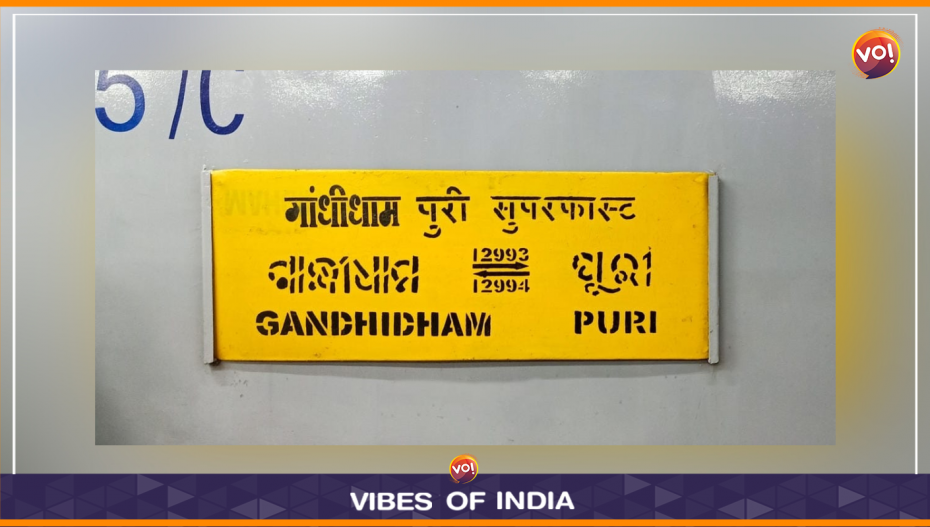 VO!
5 /C
गांधीधाम पुरी सुपरफास्ट
ଗାନ୍ଧୀଧାମ 12993 ପୁରୀ
12994
GANDHIDHAM PURI
VO!
VIBES OF INDIA